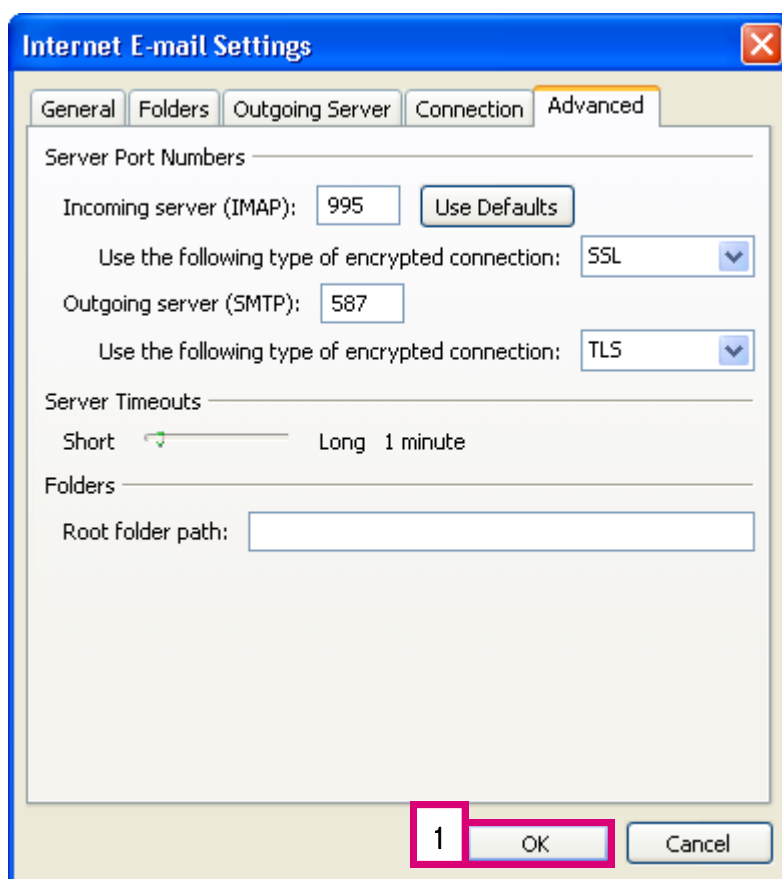 Internet E-mail Settings
General Folders Outgoing Server Connection Advanced
Server Port Numbers
Incoming server (IMAP): 995 Use Defaults
Use the following type of encrypted connection: SSL
Outgoing server (SMTP): 587
Use the following type of encrypted connection: TLS
Server Timeouts
Short Long 1 minute
Folders
Root folder path:
1 OK Cancel